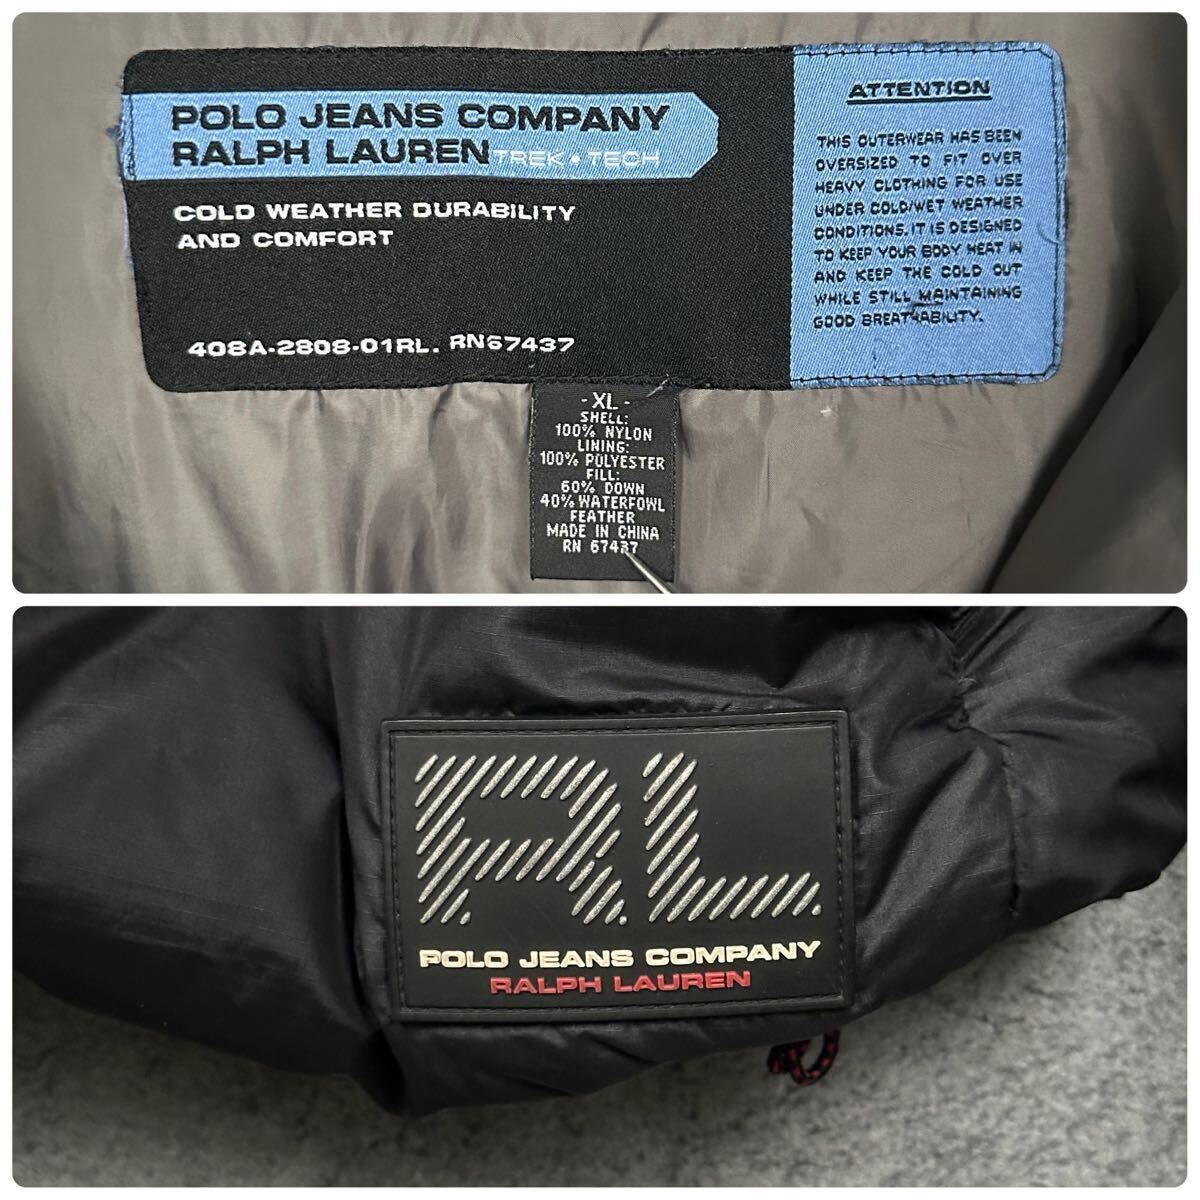 POLO JEANS COMPANY
RALPH LAUREN TREK • TECH
COLD WEATHER DURABILITY
AND COMFORT
408A-2808-01RL. RN67437
ATTENTION
THIS OUTERWEAR HAS BEEN
OVERSIZED TO FIT OVER
HEAVY CLOTHING FOR USE
UNDER COLD/WET WEATHER
CONDITIONS. IT IS DESIGNED
TO KEEP YOUR BODY HEAT IN
AND KEEP THE COLD OUT
WHILE STILL MAINTAINING
GOOD BREATHABILITY.
- XL -
SHELL:
100% NYLON
LINING:
100% POLYESTER
FILL:
60% DOWN
40% WATERFOWL
FEATHER
MADE IN CHINA
RN 67437
RL
POLO JEANS COMPANY
RALPH LAUREN